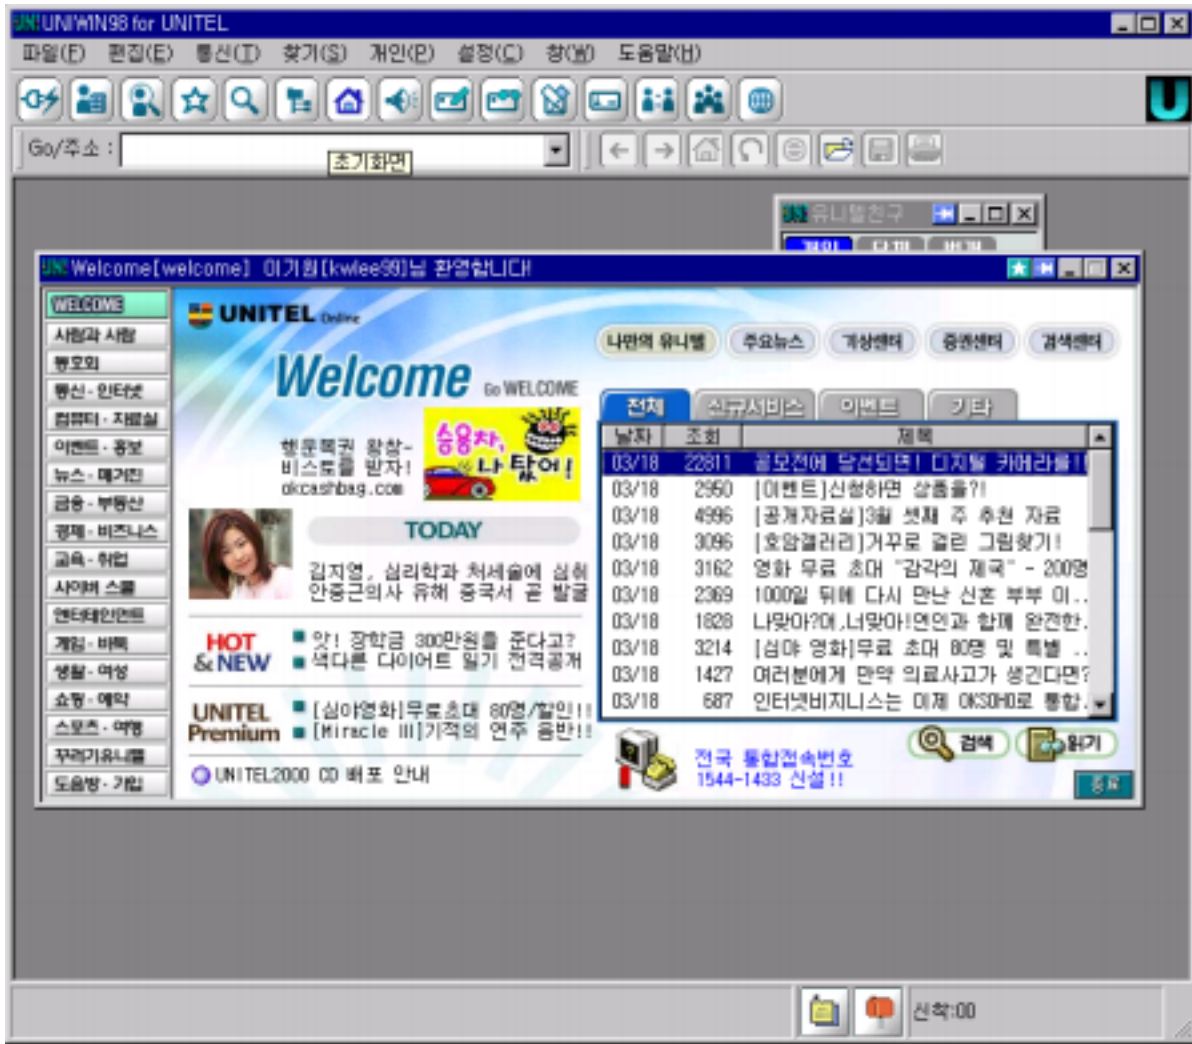 UNIWIN98 for UNITEL
파일(F) 편집(E) 통신(T) 찾기(S) 개인(P) 설정(C) 창(W) 도움말(H)
Go/주소 :
초기화면
유니텔친구
Welcome[welcome] 이기원[kwlee99]님 환영합니다!
WELCOME
사람과 사람
동호회
통신·인터넷
컴퓨터·자료실
이벤트·홍보
뉴스·매거진
금융·부동산
경제·비즈니스
교육·취업
사이버 스쿨
엔터테인먼트
게임·바둑
생활·여성
쇼핑·예약
스포츠·여행
꾸러기유니텔
도움방·가입
UNITEL Online
Welcome Go WELCOME
행운복권 왕창-
비스토를 받자!
okcashbag.com
승용차,
나 탔어!
TODAY
김지영, 심리학과 처세술에 심취
안중근의사 유해 중국서 곧 발굴
HOT & NEW
앗! 장학금 300만원을 준다고?
색다른 다이어트 일기 전격공개
UNITEL Premium
[심야영화]무료초대 80명/할인!!
[Miracle III]기적의 연주 음반!!
UNITEL2000 CD 배포 안내
나만의 유니텔 주요뉴스 기상센터 증권센터 검색센터
전체 신규서비스 이벤트 기타
날짜 조회 제목
03/18 22811 공모전에 당선되면! 디지털 카메라를!!
03/18 2950 [이벤트]신청하면 상품을?!
03/18 4996 [공개자료실]3월 셋째 주 추천 자료
03/18 3096 [호암갤러리]거꾸로 걸린 그림찾기!
03/18 3162 영화 무료 초대 "감각의 제국" - 200명
03/18 2369 1000일 뒤에 다시 만난 신혼 부부 이..
03/18 1828 나맞아?어,너맞아!연인과 함께 완전한.
03/18 3214 [심야 영화]무료 초대 80명 및 특별 ..
03/18 1427 여러분에게 만약 의료사고가 생긴다면?
03/18 687 인터넷비지니스는 이제 OKSOHO로 통합.
검색 읽기
전국 통합접속번호
1544-1433 신설!!
종료
신착:00